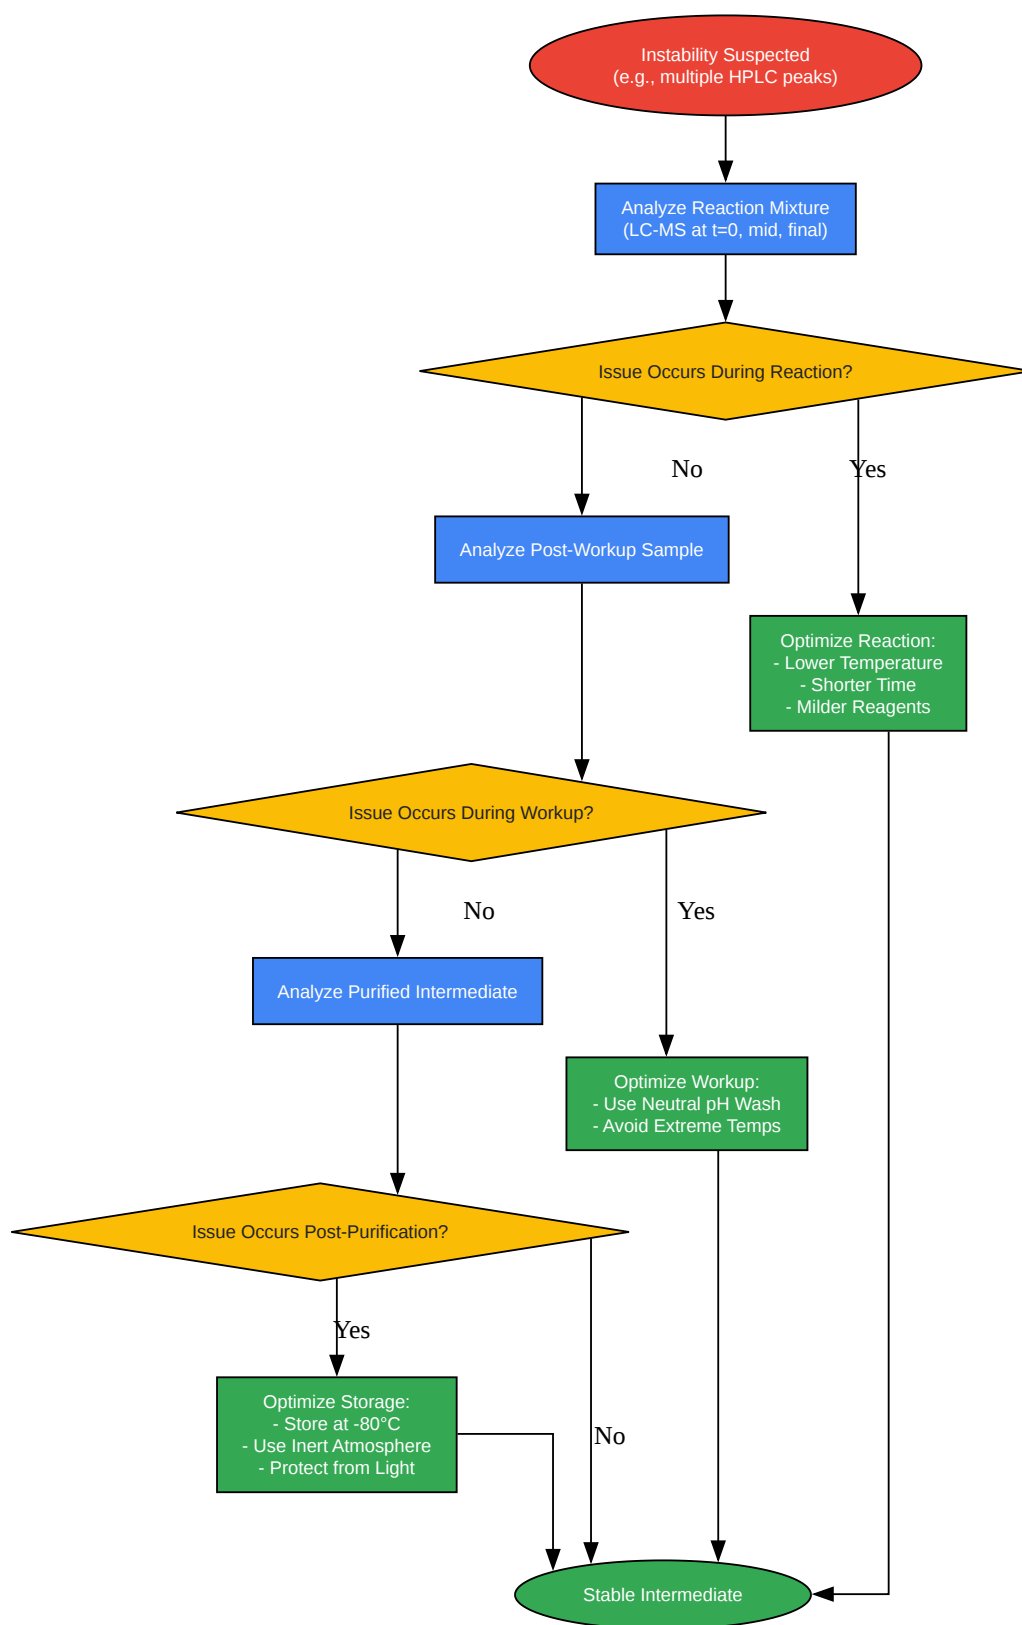 Instability Suspected
(e.g., multiple HPLC peaks)
Analyze Reaction Mixture
(LC-MS at t=0, mid, final)
Issue Occurs During Reaction?
No
Yes
Analyze Post-Workup Sample
Optimize Reaction:
- Lower Temperature
- Shorter Time
- Milder Reagents
Issue Occurs During Workup?
No
Yes
Analyze Purified Intermediate
Optimize Workup:
- Use Neutral pH Wash
- Avoid Extreme Temps
Issue Occurs Post-Purification?
Yes
Optimize Storage:
- Store at -80°C
- Use Inert Atmosphere
- Protect from Light
No
Stable Intermediate